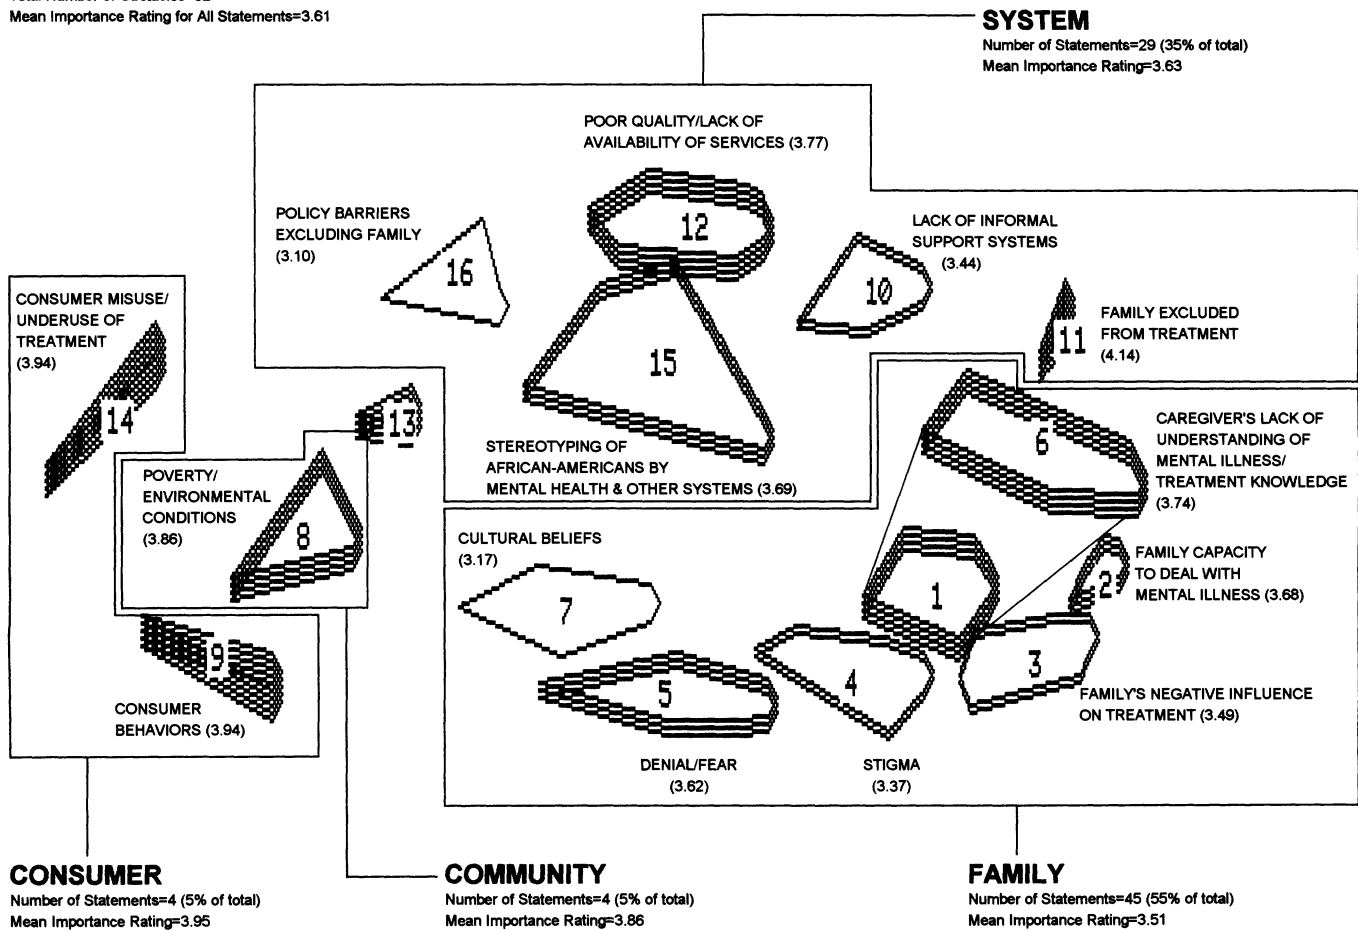 Mean Importance Rating for All Statements=3.61
SYSTEM
Number of Statements=29 (35% of total)
Mean Importance Rating=3.63
POOR QUALITY/LACK OF
AVAILABILITY OF SERVICES (3.77)
12
POLICY BARRIERS
EXCLUDING FAMILY
(3.10)
16
LACK OF INFORMAL
SUPPORT SYSTEMS
(3.44)
10
FAMILY EXCLUDED
FROM TREATMENT
(4.14)
11
15
STEREOTYPING OF
AFRICAN-AMERICANS BY
MENTAL HEALTH & OTHER SYSTEMS (3.69)
CONSUMER MISUSE/
UNDERUSE OF
TREATMENT
(3.94)
14
13
POVERTY/
ENVIRONMENTAL
CONDITIONS
(3.86)
8
9
CONSUMER
BEHAVIORS (3.94)
6
CAREGIVER'S LACK OF
UNDERSTANDING OF
MENTAL ILLNESS/
TREATMENT KNOWLEDGE
(3.74)
CULTURAL BELIEFS
(3.17)
7
1
2
FAMILY CAPACITY
TO DEAL WITH
MENTAL ILLNESS (3.68)
5
4
3
FAMILY'S NEGATIVE INFLUENCE
ON TREATMENT (3.49)
DENIAL/FEAR
(3.62)
STIGMA
(3.37)
CONSUMER
Number of Statements=4 (5% of total)
Mean Importance Rating=3.95
COMMUNITY
Number of Statements=4 (5% of total)
Mean Importance Rating=3.86
FAMILY
Number of Statements=45 (55% of total)
Mean Importance Rating=3.51